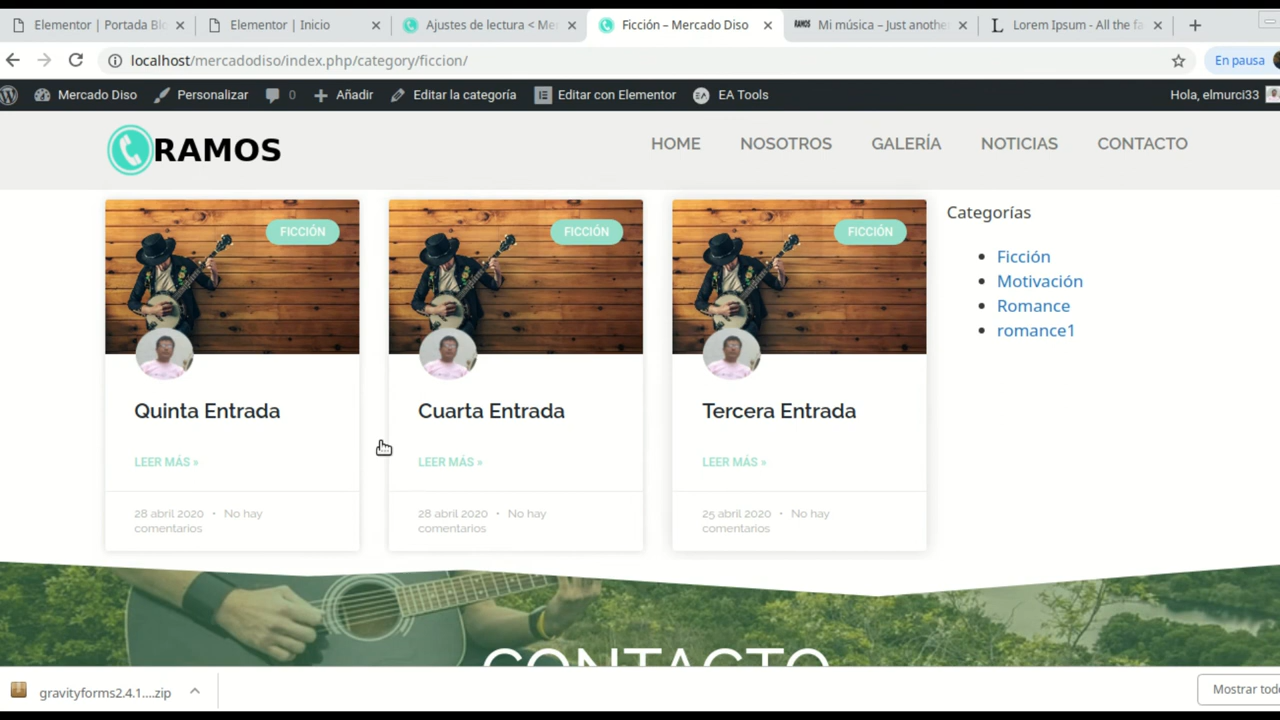 Elementor | Portada Blo
Elementor | Inicio
Ajustes de lectura < Me
Ficción – Mercado Diso
RAMOS
Mi música – Just anothe
L
Lorem Ipsum - All the fa
localhost/mercadodiso/index.php/category/ficcion/
En pausa
Mercado Diso
Personalizar
0
Añadir
Editar la categoría
Editar con Elementor
EA
EA Tools
Hola, elmurci33
RAMOS
HOME
NOSOTROS
GALERÍA
NOTICIAS
CONTACTO
FICCIÓN
Quinta Entrada
LEER MÁS »
28 abril 2020 • No hay
comentarios
FICCIÓN
Cuarta Entrada
LEER MÁS »
28 abril 2020 • No hay
comentarios
FICCIÓN
Tercera Entrada
LEER MÁS »
25 abril 2020 • No hay
comentarios
Categorías
Ficción
Motivación
Romance
romance1
CONTACTO
gravityforms2.4.1....zip
Mostrar todo